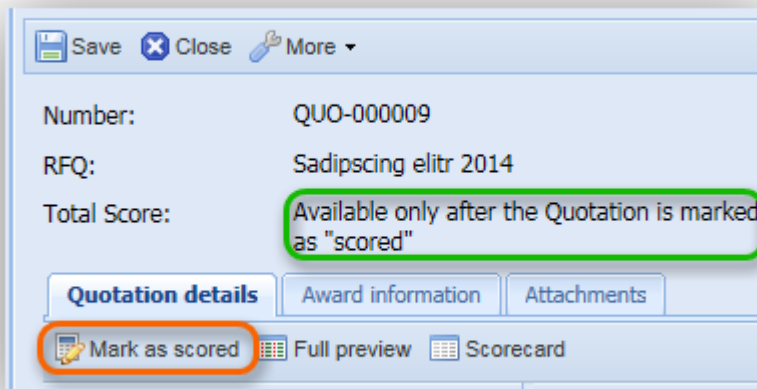 Save Close More
Number: QUO-000009
RFQ: Sadipscing elitr 2014
Total Score: Available only after the Quotation is marked
as "scored"
Quotation details Award information Attachments
Mark as scored Full preview Scorecard